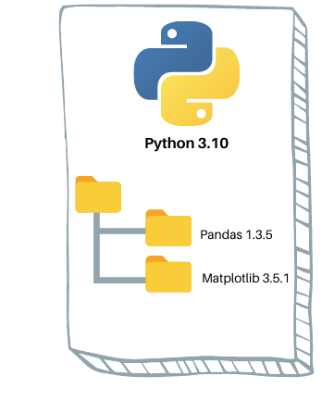 Python 3.10
Pandas 1.3.5
Matplotlib 3.5.1